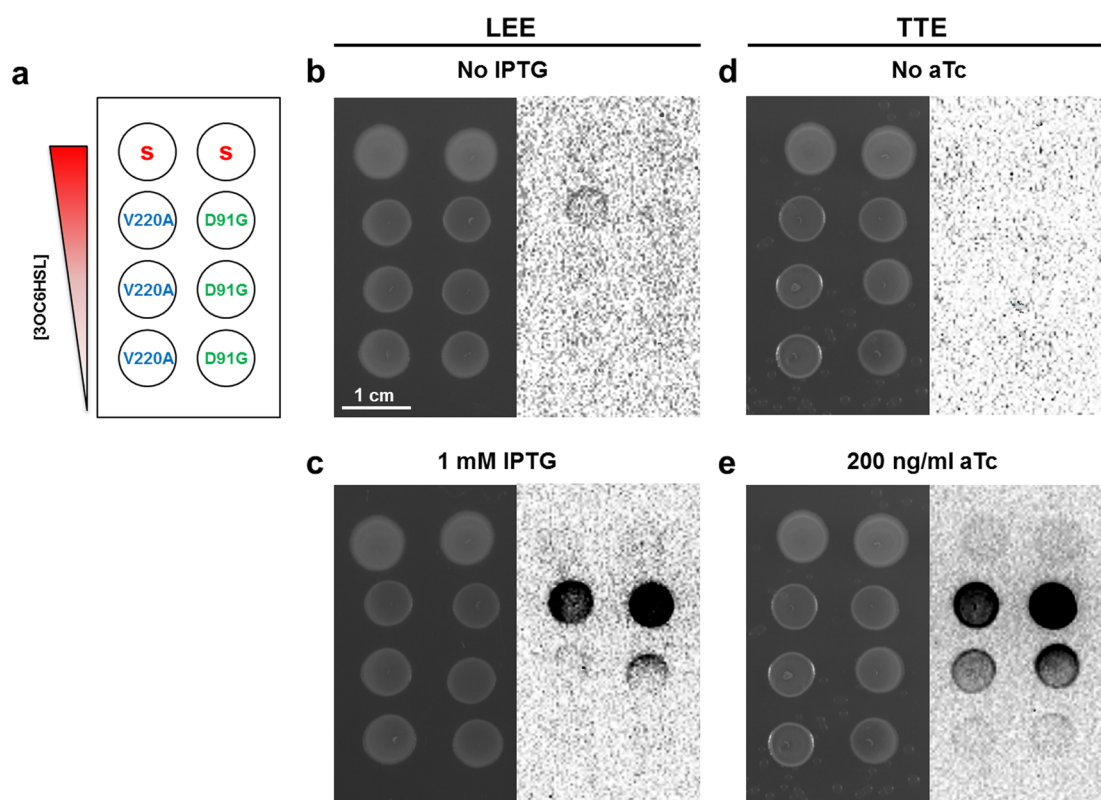 LEE
TTE
a
b
No IPTG
d
No aTc
S S
V220A D91G
V220A D91G
V220A D91G
[3OC6HSL]
1 cm
c
1 mM IPTG
e
200 ng/ml aTc